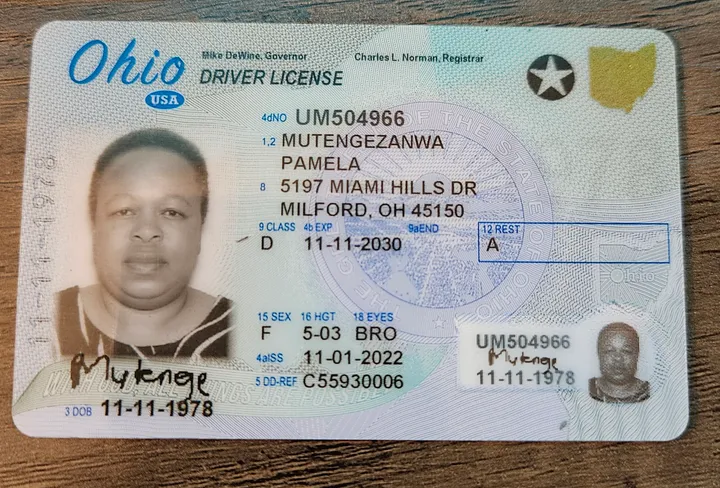 Ohio
USA
Mike DeWine, Governor
Charles L. Norman, Registrar
DRIVER LICENSE
4dNO UM504966
1,2 MUTENGEZANWA
PAMELA
8 5197 MIAMI HILLS DR
MILFORD, OH 45150
9 CLASS 4b EXP 9aEND 12 REST
D 11-11-2030 A
15 SEX 16 HGT 18 EYES
F 5-03 BRO
4aISS 11-01-2022
5 DD-REF C55930006
Mutenge
3 DOB 11-11-1978
11-11-1978
UM504966
Mutenge
11-11-1978
Ohio